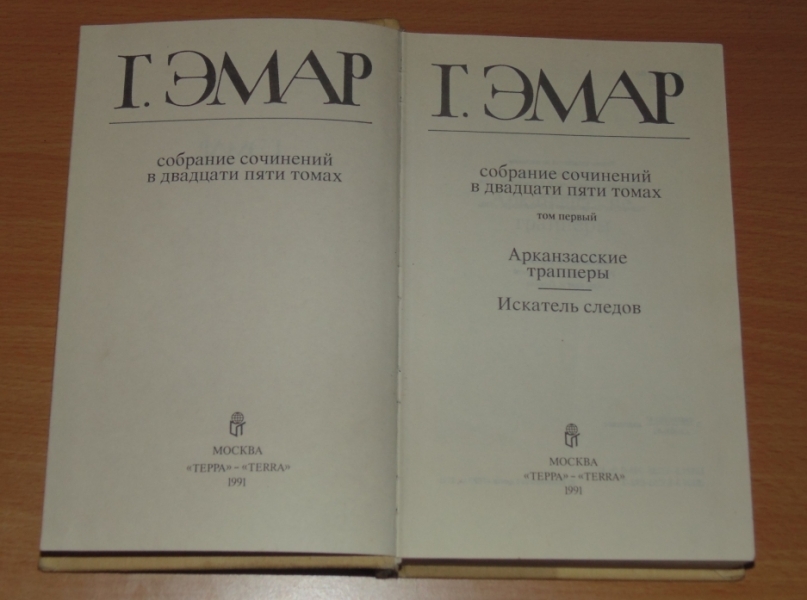 Г. ЭМАР
собрание сочинений
в двадцати пяти томах
МОСКВА
«ТЕРРА» – «TERRA»
1991
Г. ЭМАР
собрание сочинений
в двадцати пяти томах
том первый
Арканзасские
трапперы
Искатель следов
МОСКВА
«ТЕРРА» – «TERRA»
1991